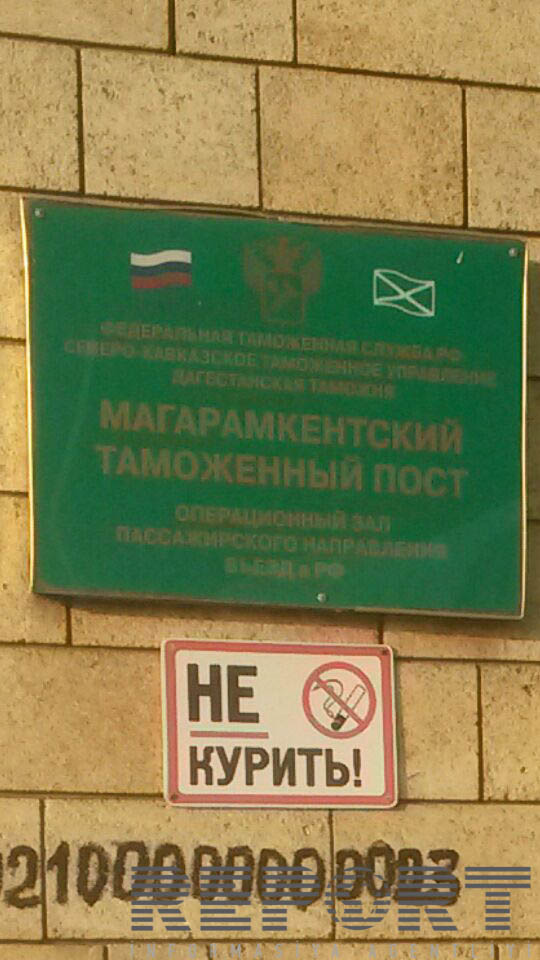 ФЕДЕРАЛЬНАЯ ТАМОЖЕННАЯ СЛУЖБА РФ
СЕВЕРО-КАВКАЗСКОЕ ТАМОЖЕННОЕ УПРАВЛЕНИЕ
ДАГЕСТАНСКАЯ ТАМОЖНЯ
МАГАРАМКЕНТСКИЙ
ТАМОЖЕННЫЙ ПОСТ
ОПЕРАЦИОННЫЙ ЗАЛ
ПАССАЖИРСКОГО НАПРАВЛЕНИЯ
ВЪЕЗД в РФ
НЕ
КУРИТЬ!
REPORT